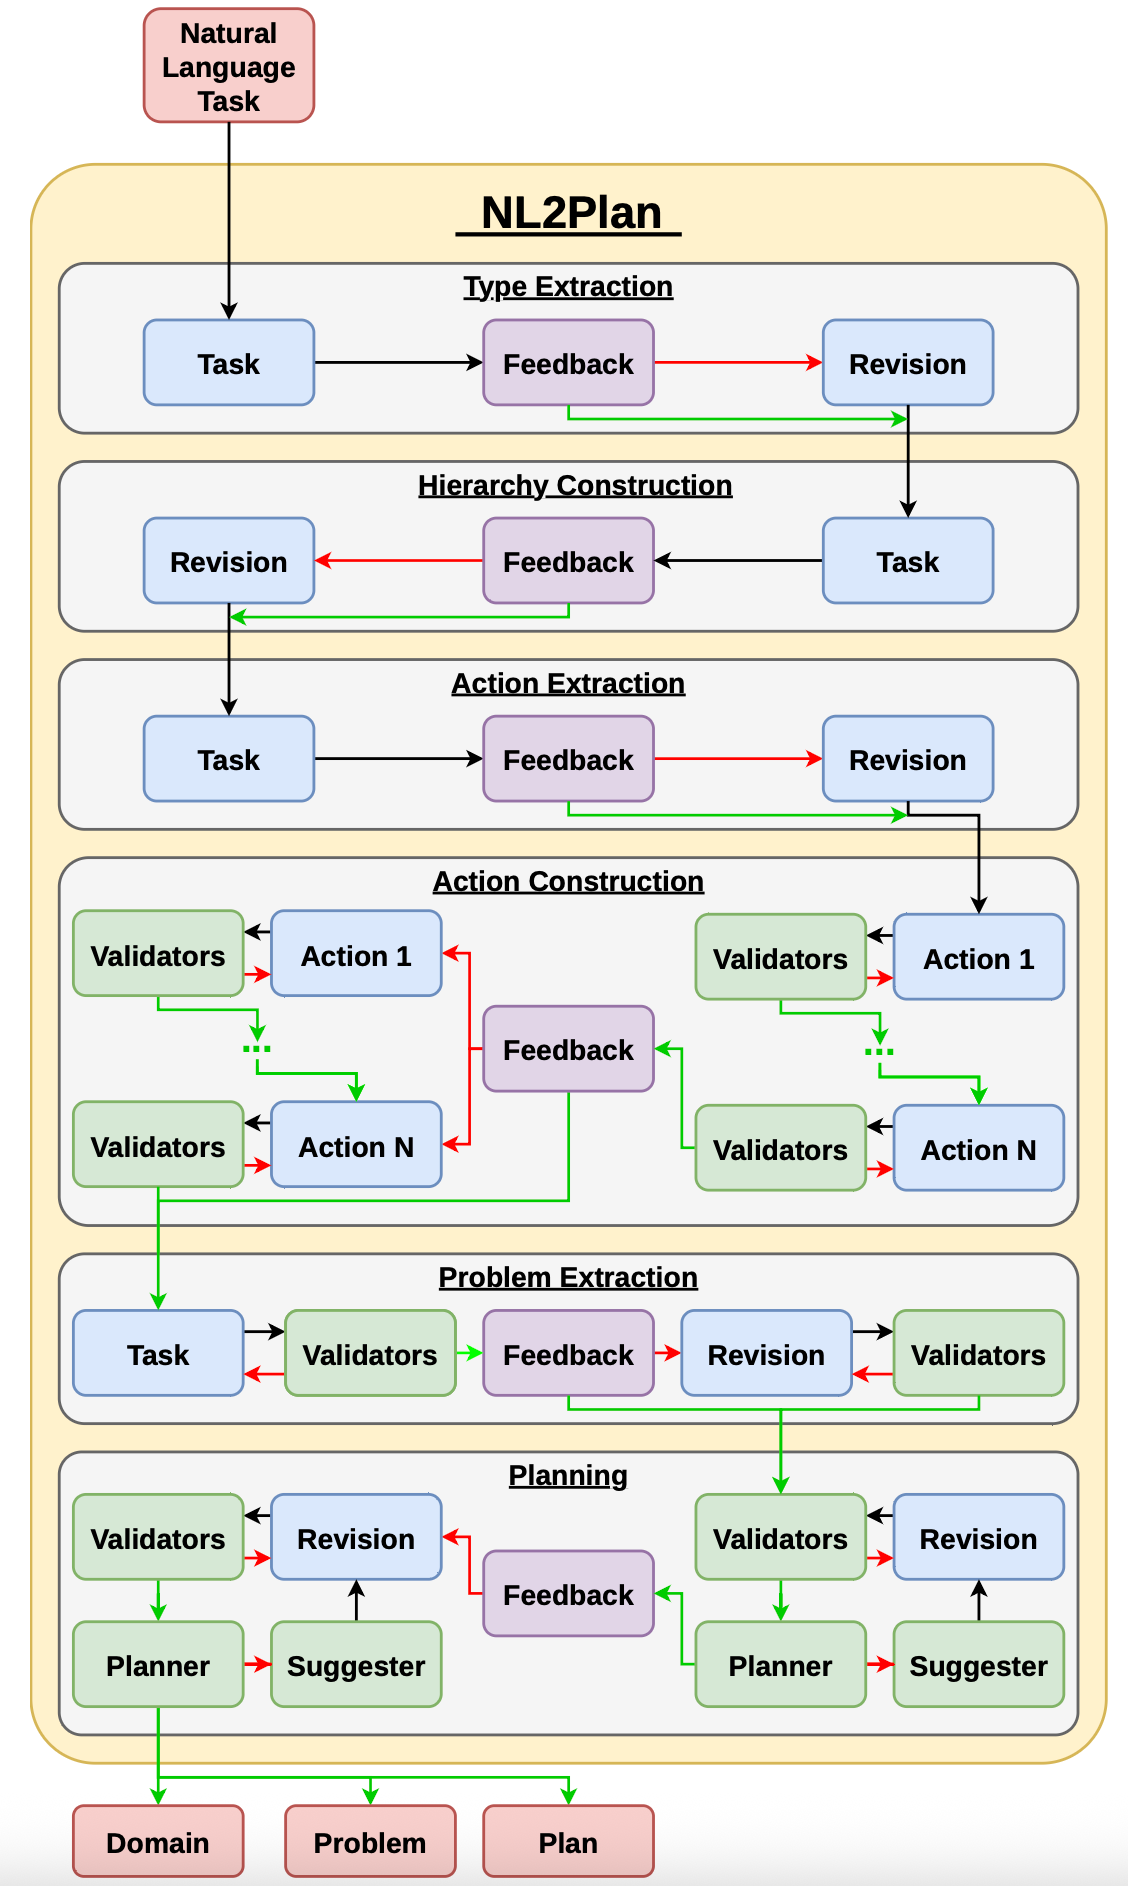 Natural
Language
Task
NL2Plan
Type Extraction
Task
Feedback
Revision
Hierarchy Construction
Revision
Feedback
Task
Action Extraction
Task
Feedback
Revision
Action Construction
Validators
Action 1
Validators
Action 1
Feedback
...
...
Validators
Action N
Validators
Action N
Problem Extraction
Task
Validators
Feedback
Revision
Validators
Planning
Validators
Revision
Validators
Revision
Feedback
Planner
Suggester
Planner
Suggester
Domain
Problem
Plan